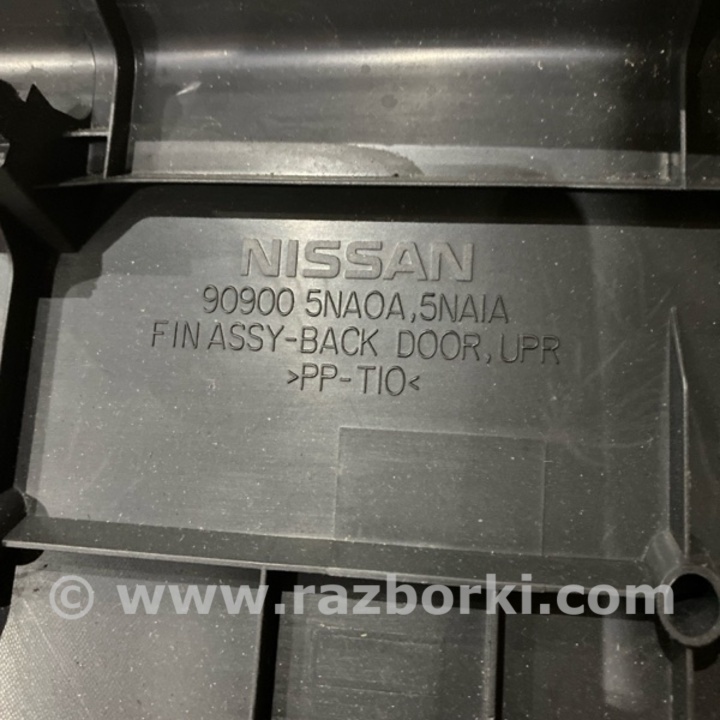 NISSAN
90900 5NA0A,5NA1A
FIN ASSY-BACK DOOR,UPR
>PP-T10<
© www.razborki.com